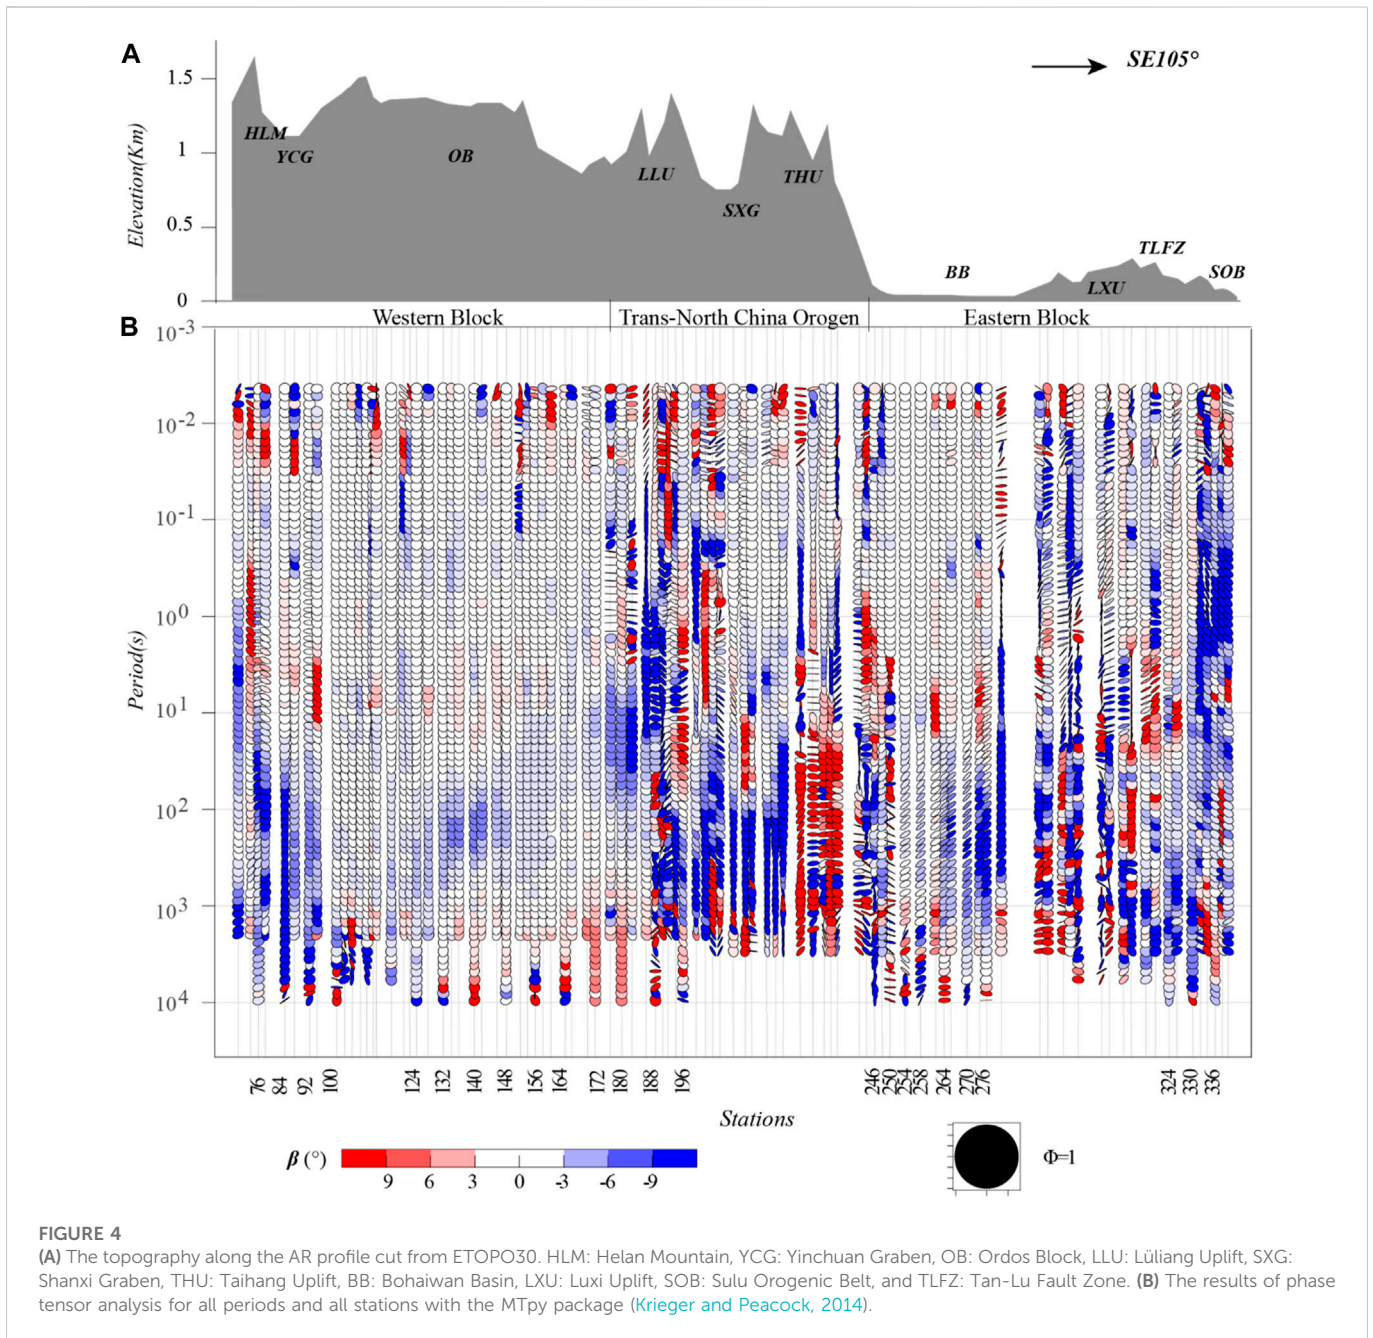 A
SE105°
Elevation(Km)
1.5
1
0.5
0
HLM
YCG
OB
LLU
SXG
THU
BB
LXU
TLFZ
SOB
Western Block
Trans-North China Orogen
Eastern Block
B
Period(s)
10-3
10-2
10-1
100
101
102
103
104
76 84 92 100 124 132 140 148 156 164 172 180 188 196 246 250 254 258 264 270 276 324 330 336
Stations
β (°)
9 6 3 0 -3 -6 -9
Φ=1
FIGURE 4
(A) The topography along the AR profile cut from ETOPO30. HLM: Helan Mountain, YCG: Yinchuan Graben, OB: Ordos Block, LLU: Lüliang Uplift, SXG:
Shanxi Graben, THU: Taihang Uplift, BB: Bohaiwan Basin, LXU: Luxi Uplift, SOB: Sulu Orogenic Belt, and TLFZ: Tan-Lu Fault Zone. (B) The results of phase
tensor analysis for all periods and all stations with the MTpy package (Krieger and Peacock, 2014).